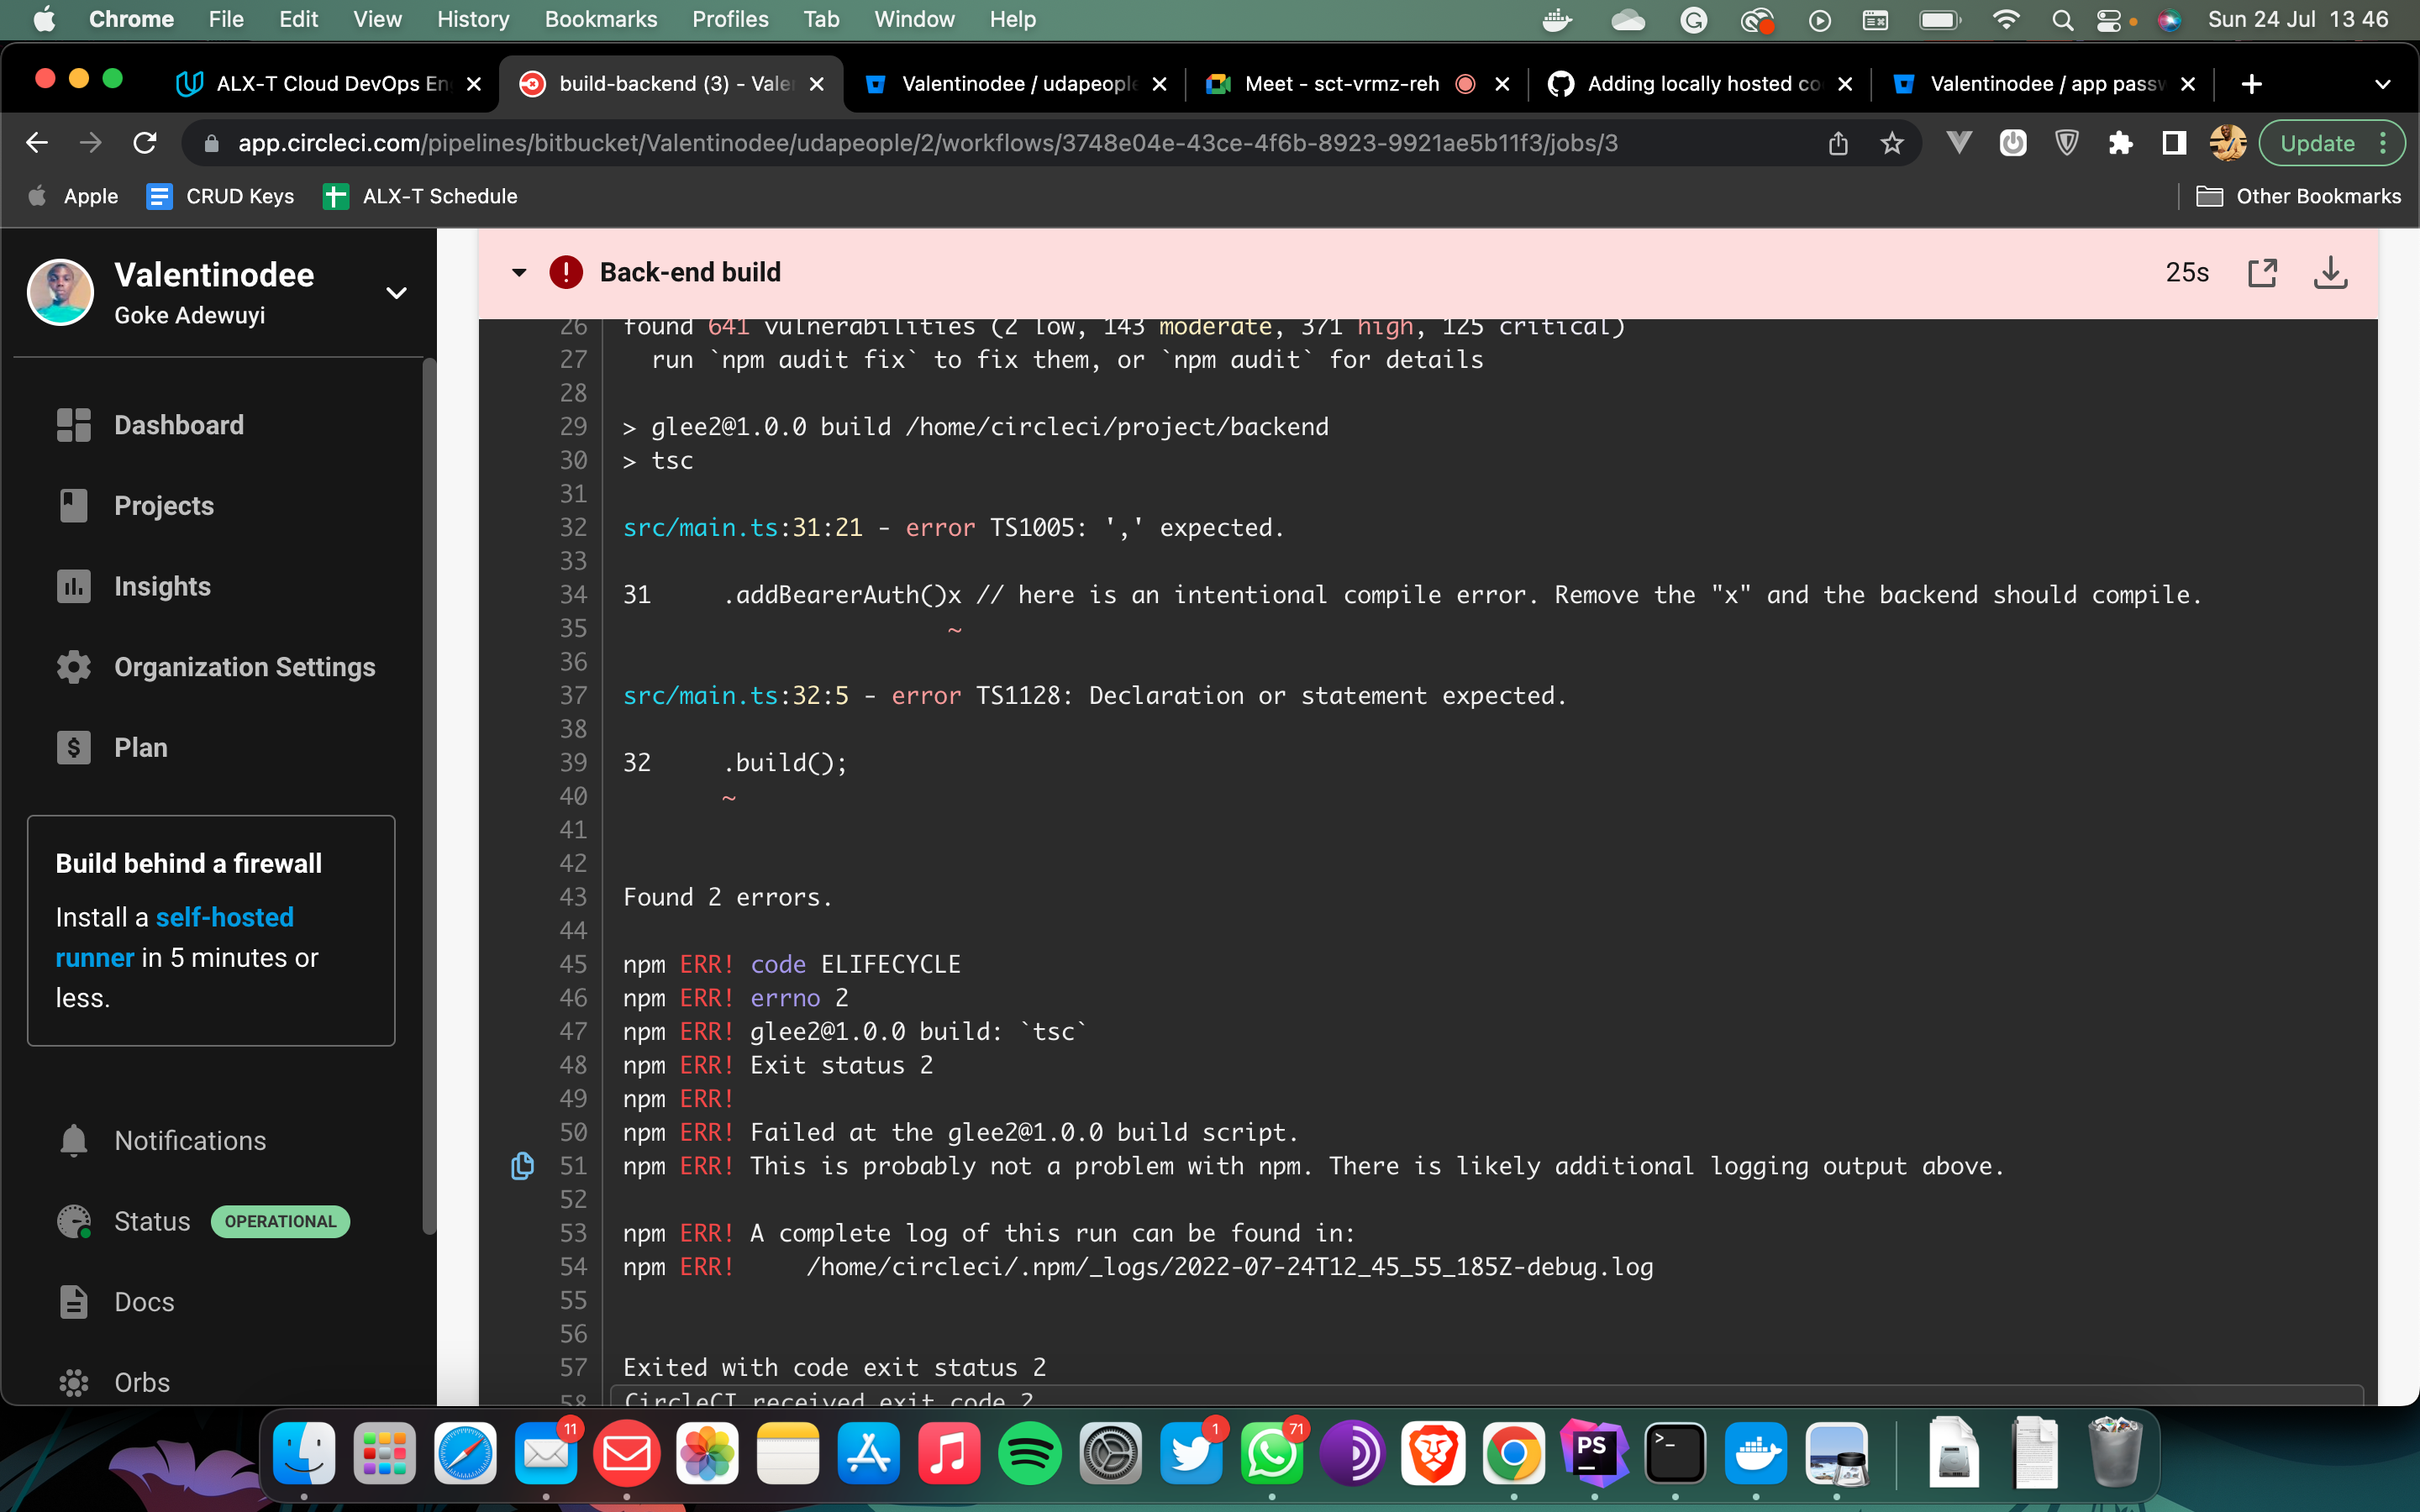 Chrome File Edit View History Bookmarks Profiles Tab Window Help Sun 24 Jul 13 46
ALX-T Cloud DevOps En build-backend (3) - Vale Valentinodee / udapeople Meet - sct-vrmz-reh Adding locally hosted co Valentinodee / app passw
app.circleci.com/pipelines/bitbucket/Valentinodee/udapeople/2/workflows/3748e04e-43ce-4f6b-8923-9921ae5b11f3/jobs/3 Update
Apple CRUD Keys ALX-T Schedule Other Bookmarks
Valentinodee
Goke Adewuyi
Dashboard
Projects
Insights
Organization Settings
Plan
Build behind a firewall
Install a self-hosted
runner in 5 minutes or
less.
Notifications
Status OPERATIONAL
Docs
Orbs
Back-end build 25s
26 found 641 vulnerabilities (2 low, 143 moderate, 371 high, 125 critical)
27 run `npm audit fix` to fix them, or `npm audit` for details
28
29 > glee2@1.0.0 build /home/circleci/project/backend
30 > tsc
31
32 src/main.ts:31:21 - error TS1005: ',' expected.
33
34 31 .addBearerAuth()x // here is an intentional compile error. Remove the "x" and the backend should compile.
35 ~
36
37 src/main.ts:32:5 - error TS1128: Declaration or statement expected.
38
39 32 .build();
40 ~
41
42
43 Found 2 errors.
44
45 npm ERR! code ELIFECYCLE
46 npm ERR! errno 2
47 npm ERR! glee2@1.0.0 build: `tsc`
48 npm ERR! Exit status 2
49 npm ERR!
50 npm ERR! Failed at the glee2@1.0.0 build script.
51 npm ERR! This is probably not a problem with npm. There is likely additional logging output above.
52
53 npm ERR! A complete log of this run can be found in:
54 npm ERR! /home/circleci/.npm/_logs/2022-07-24T12_45_55_185Z-debug.log
55
56
57 Exited with code exit status 2
58 CircleCI received exit code 2
11 1 71
PS
>_